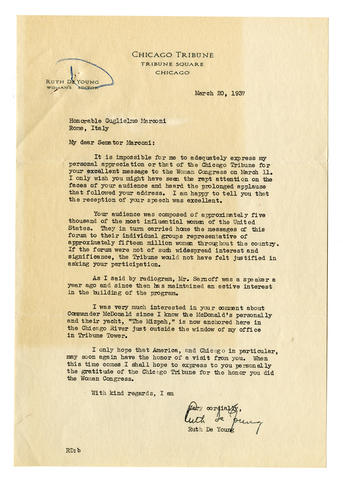 CHICAGO TRIBUNE
TRIBUNE SQUARE
CHICAGO
RUTH DE YOUNG
WOMAN'S EDITOR
March 20, 1937
Honorable Guglielmo Marconi
Rome, Italy
My dear Senator Marconi:
It is impossible for me to adequately express my
personal appreciation or that of the Chicago Tribune for
your excellent message to the Woman Congress on March 11.
I only wish you might have seen the rapt attention on the
faces of your audience and heard the prolonged applause
that followed your address. I am happy to tell you that
the reception of your speech was excellent.
Your audience was composed of approximately five
thousand of the most influential women of the United
States. They in turn carried home the messages of this
forum to their individual groups representative of
approximately fifteen million women throughout the country.
If the forum were not of such widespread interest and
significance, the Tribune would not have felt justified in
asking your participation.
As I said by radiogram, Mr. Sarnoff was a speaker a
year ago and since then has maintained an active interest
in the building of the program.
I was very much interested in your comment about
Commander McDonald since I know the McDonald's personally
and their yacht, "The Mizpah," is now anchored here in
the Chicago River just outside the window of my office
in Tribune Tower.
I only hope that America, and Chicago in particular,
may soon again have the honor of a visit from you. When
this time comes I shall hope to express to you personally
the gratitude of the Chicago Tribune for the honor you did
the Woman Congress.
With kind regards, I am
Very cordially,
Ruth De Young
Ruth De Young
RD:b